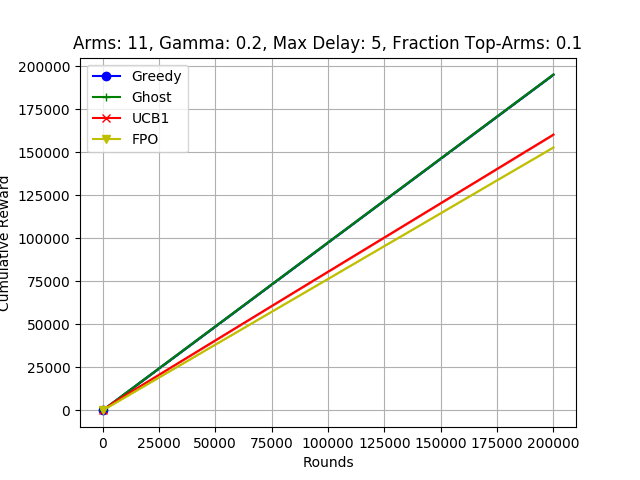 Arms: 11, Gamma: 0.2, Max Delay: 5, Fraction Top-Arms: 0.1
200000
175000
150000
125000
100000
75000
50000
25000
0
Cumulative Reward
Greedy
Ghost
UCB1
FPO
0 25000 50000 75000 100000 125000 150000 175000 200000
Rounds